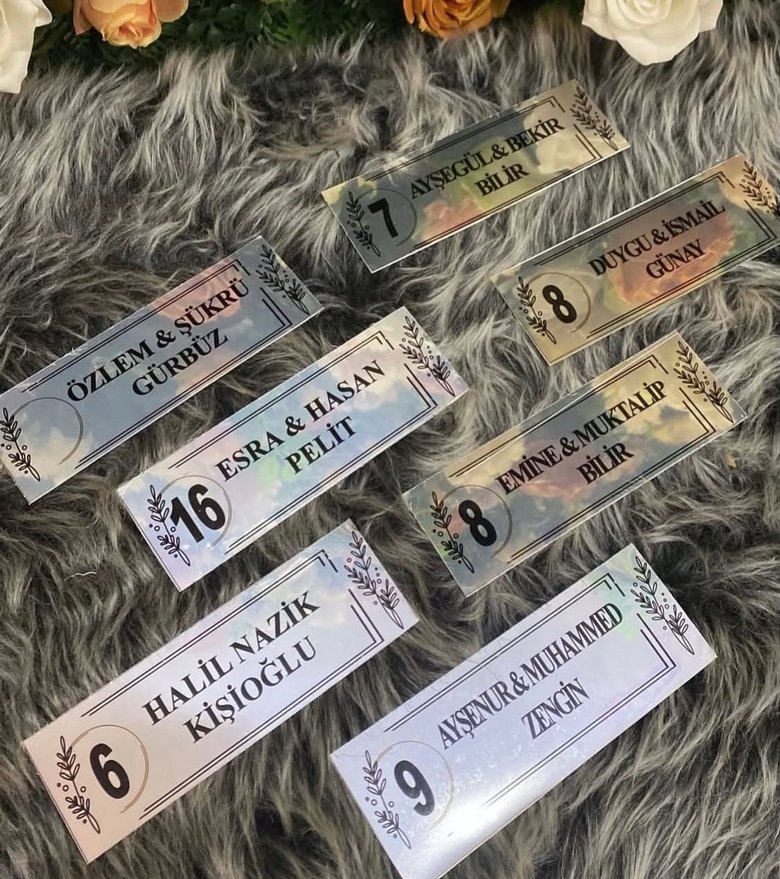 7
AYŞEGÜL & BEKİR
BİLİR
8
DUYGU & İSMAİL
GÜNAY
ÖZLEM & ŞÜKRÜ
GÜRBÜZ
16
ESRA & HASAN
PELİT
8
EMİNE & MUKTALİP
BİLİR
6
HALİL NAZİK
KİŞİOĞLU
9
AYŞENUR & MUHAMMED
ZENGİN